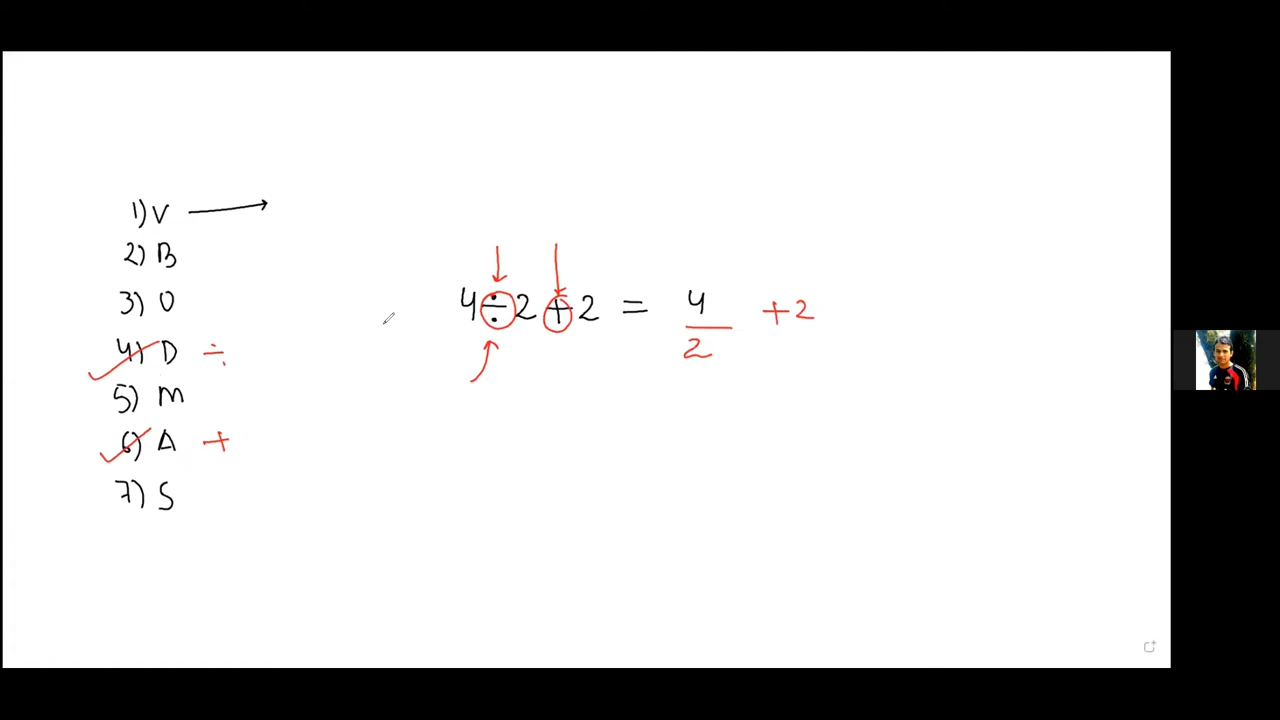 1) V →
2) B
3) O
4) D ÷
5) M
6) A +
7) S
4 ÷ 2 + 2 = 4/2 + 2